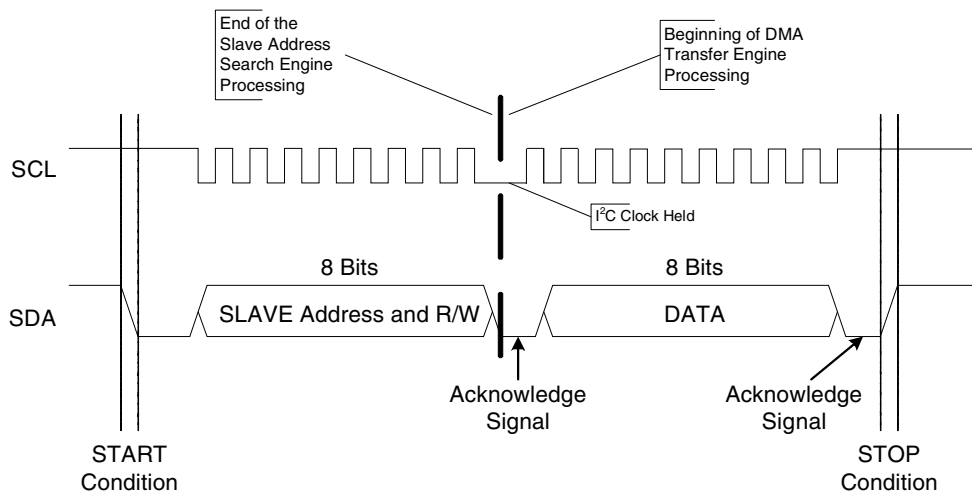 End of the
Slave Address
Search Engine
Processing
Beginning of DMA
Transfer Engine
Processing
SCL
I²C Clock Held
8 Bits
8 Bits
SDA
SLAVE Address and R/W
DATA
Acknowledge
Signal
Acknowledge
Signal
START
Condition
STOP
Condition